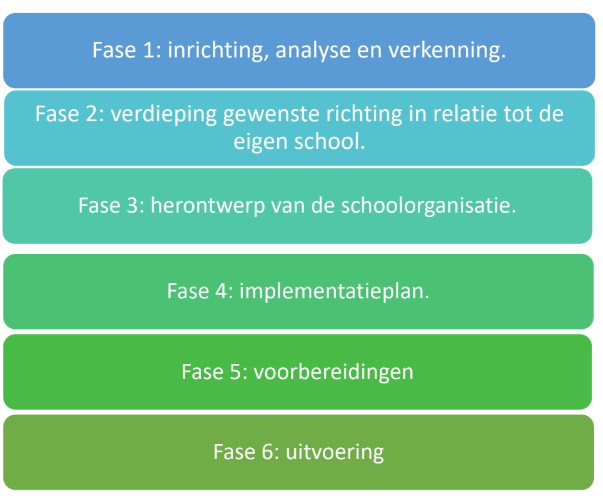 Fase 1: inrichting, analyse en verkenning.
Fase 2: verdieping gewenste richting in relatie tot de
eigen school.
Fase 3: herontwerp van de schoolorganisatie.
Fase 4: implementatieplan.
Fase 5: voorbereidingen
Fase 6: uitvoering